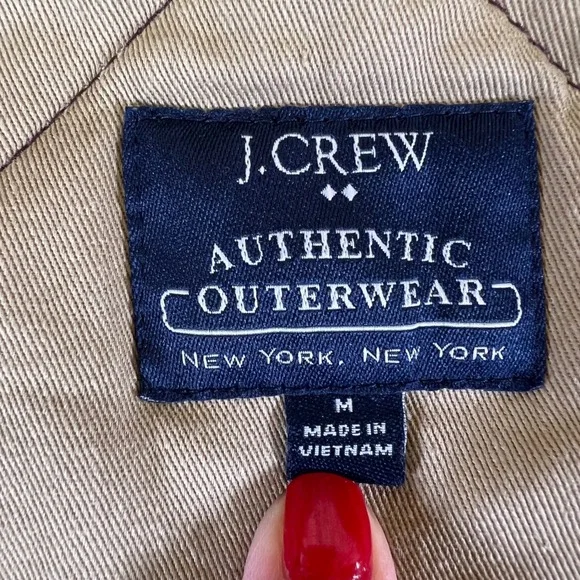 J.CREW
AUTHENTIC
OUTERWEAR
NEW YORK, NEW YORK
M
MADE IN
VIETNAM